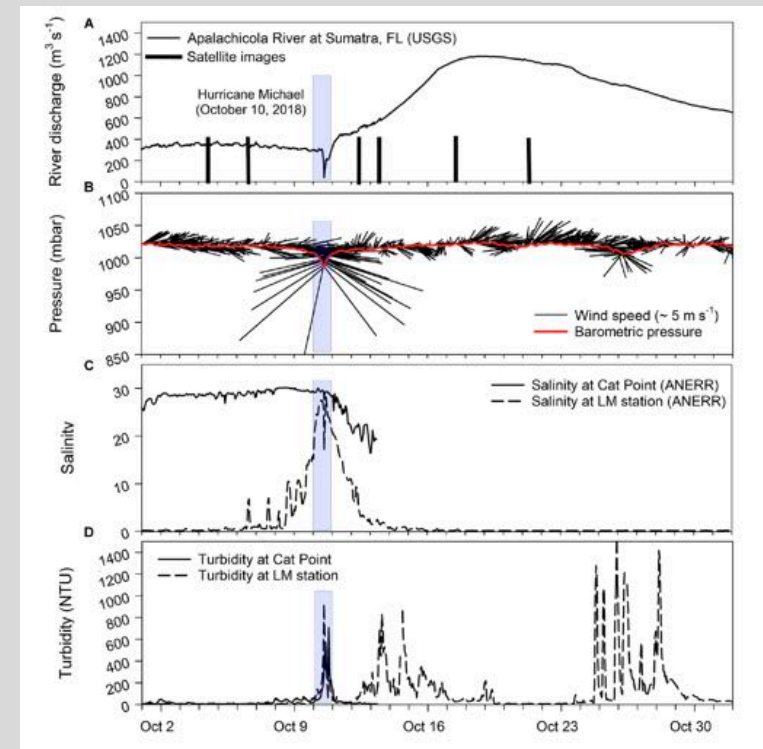 A
1400
1200
1000
800
600
400
200
0
River discharge (m³ s⁻¹)
Apalachicola River at Sumatra, FL (USGS)
Satellite images
Hurricane Michael
(October 10, 2018)
B
1100
1050
1000
950
900
850
Pressure (mbar)
Wind speed (~ 5 m s⁻¹)
Barometric pressure
C
30
20
10
0
Salinity
Salinity at Cat Point (ANERR)
Salinity at LM station (ANERR)
D
1400
1200
1000
800
600
400
200
0
Turbidity (NTU)
Turbidity at Cat Point
Turbidity at LM station
Oct 2 Oct 9 Oct 16 Oct 23 Oct 30